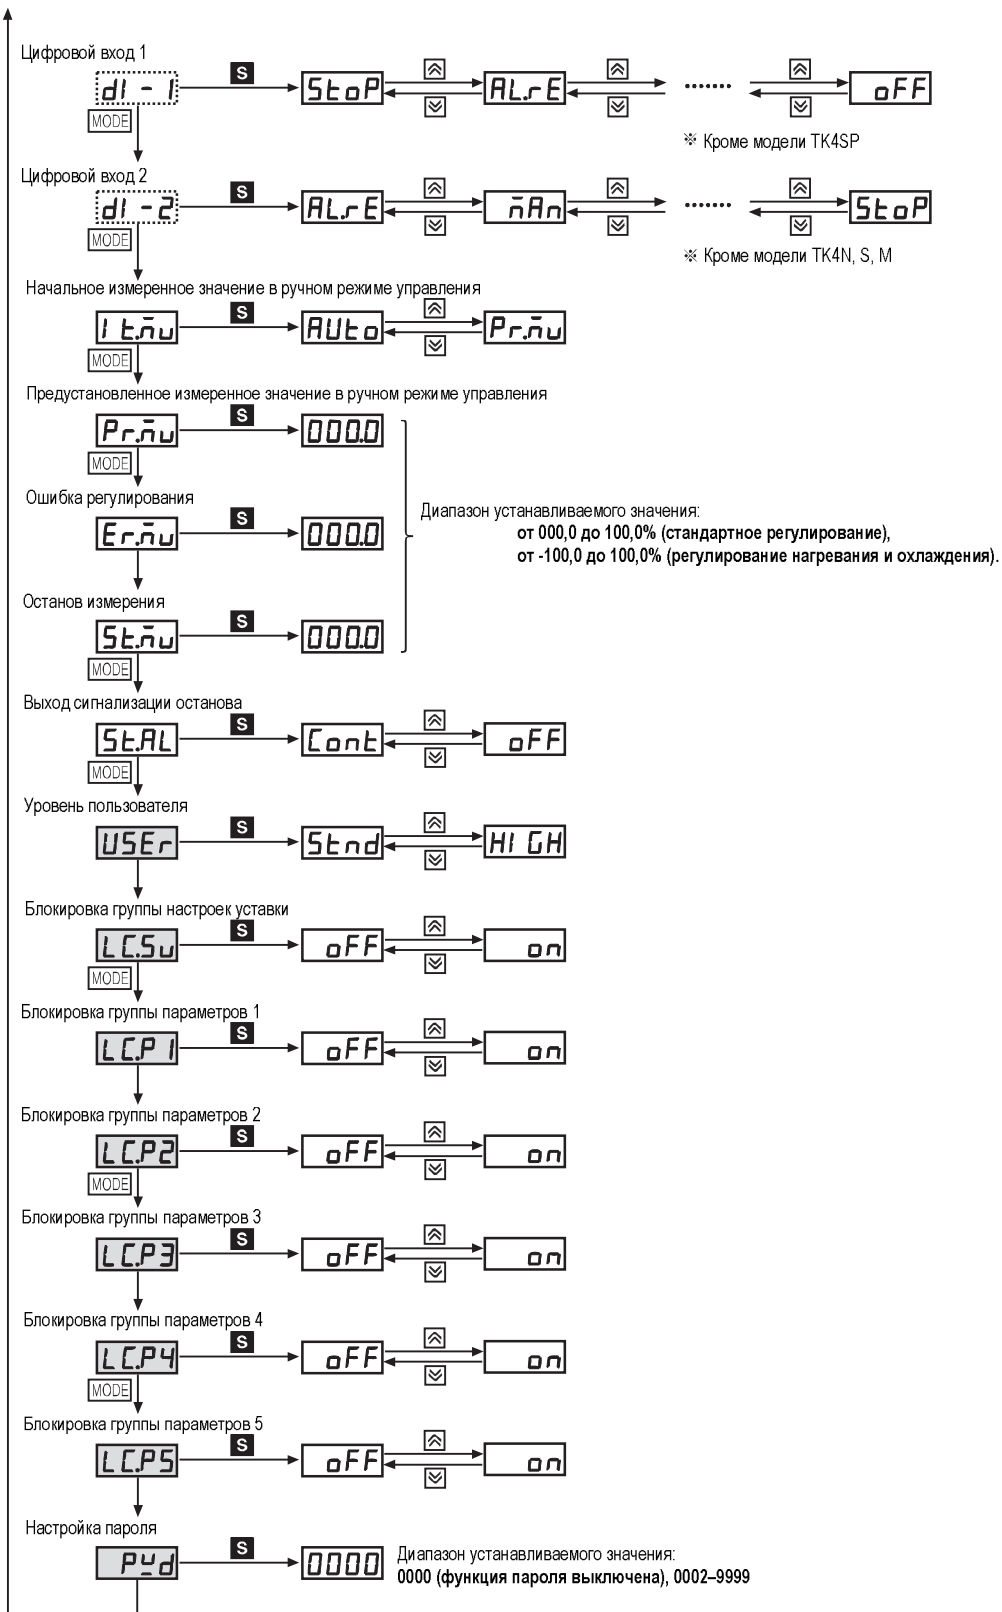 Цифровой вход 1
dI - 1 S StoP AL.rE ....... oFF
MODE
※ Кроме модели TK4SP
Цифровой вход 2
dI - 2 S AL.rE mAn ....... StoP
MODE
※ Кроме модели TK4N, S, M
Начальное измеренное значение в ручном режиме управления
It.mv S AUto Pr.mv
MODE
Предустановленное измеренное значение в ручном режиме управления
Pr.mv S 000.0
MODE
Ошибка регулирования
Er.mv S 000.0
Диапазон устанавливаемого значения:
от 000,0 до 100,0% (стандартное регулирование),
от -100,0 до 100,0% (регулирование нагревания и охлаждения).
Останов измерения
St.mv S 000.0
MODE
Выход сигнализации останова
St.AL S Cont oFF
MODE
Уровень пользователя
USEr S Stnd HIGH
Блокировка группы настроек уставки
LC.Sv S oFF on
MODE
Блокировка группы параметров 1
LC.P1 S oFF on
Блокировка группы параметров 2
LC.P2 S oFF on
MODE
Блокировка группы параметров 3
LC.P3 S oFF on
Блокировка группы параметров 4
LC.P4 S oFF on
MODE
Блокировка группы параметров 5
LC.P5 S oFF on
Настройка пароля
PWd S 0000
Диапазон устанавливаемого значения:
0000 (функция пароля выключена), 0002–9999